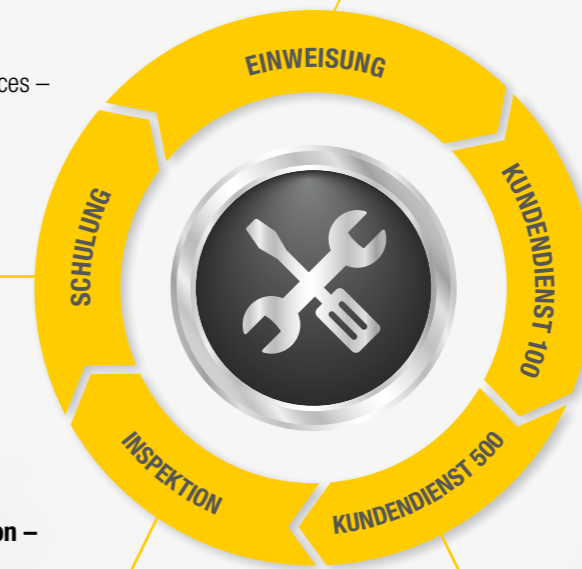 ces –
EINWEISUNG
KUNDENDIENST 100
KUNDENDIENST 500
INSPEKTION
SCHULUNG
on –